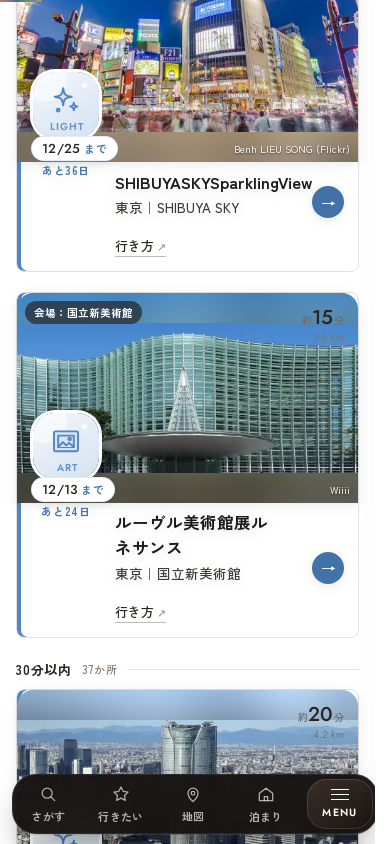 LIGHT
12/25 まで
Benh LIEU SONG (Flickr)
あと36日
SHIBUYASKYSparklingView
→
東京｜SHIBUYA SKY
行き方 ↗
会場：国立新美術館
約15分
3.6 km
ART
12/13 まで
Wiiii
あと24日
ルーヴル美術館展ル
ネサンス
→
東京｜国立新美術館
行き方 ↗
30分以内 37か所
約20分
4.2 km
さがす
行きたい
地図
泊まり
MENU